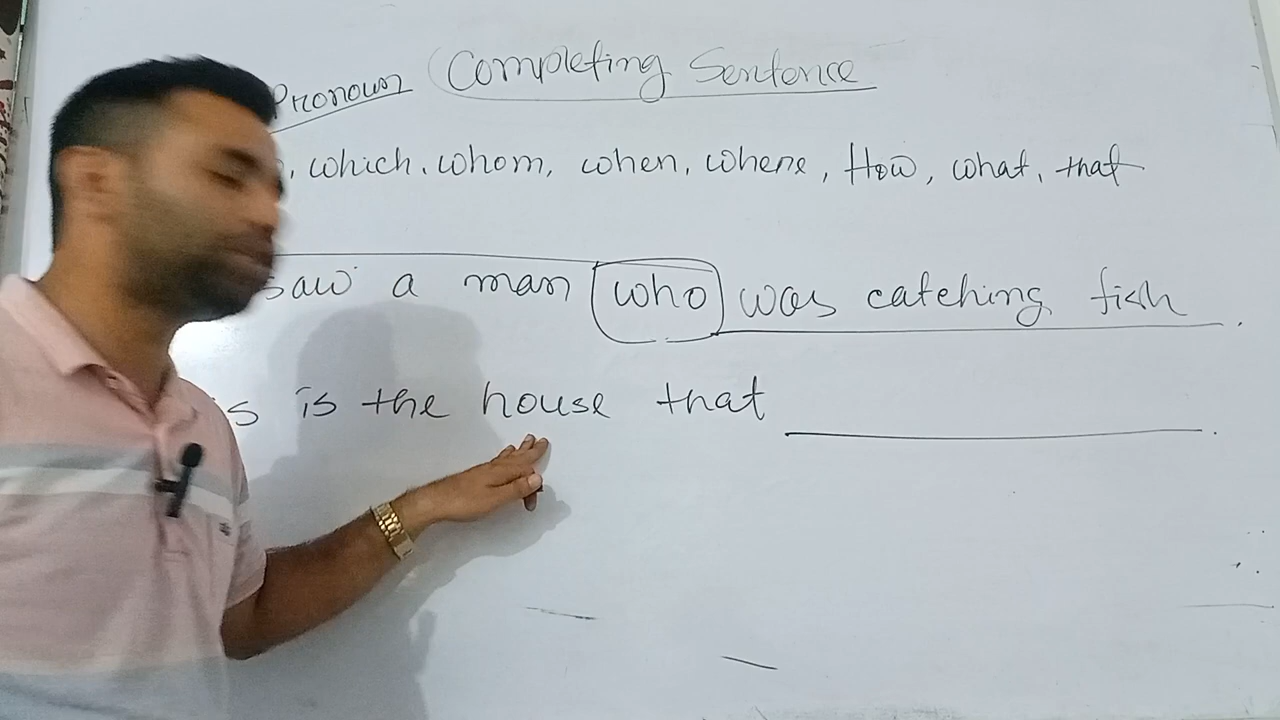 Pronoun Completing Sentence
, which, whom, when, where, How, what, that
saw a man who was catching fish.
is the house that ________.